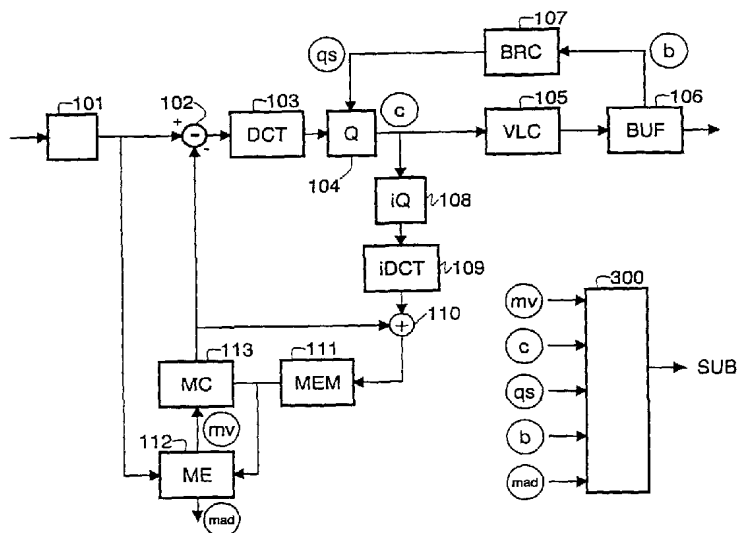 107
qs
BRC
b
101
102
103
105
106
+
-
DCT
Q
c
VLC
BUF
-
104
iQ
108
iDCT
109
300
mv
+
110
113
111
c
SUB
MC
MEM
qs
mv
112
b
ME
mad
mad